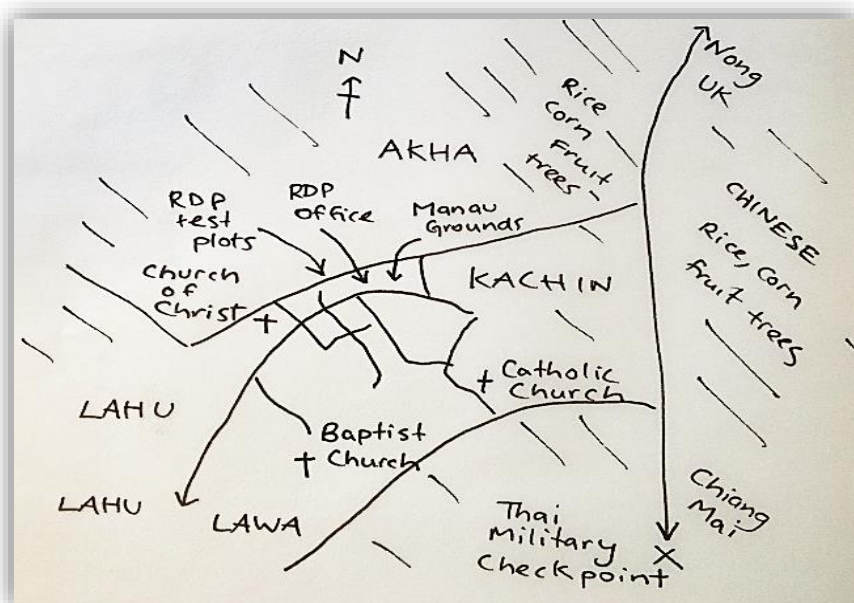 N
Nong
UK
Rice
corn
Fruit
trees
AKHA
RDP
test
plots
RDP
office
Manau
Grounds
CHINESE
Rice, corn
fruit trees
Church
of
Christ
KACHIN
Catholic
Church
LAHU
Baptist
Church
LAHU
LAWA
Thai
Military
Checkpoint
Chiang
Mai
X